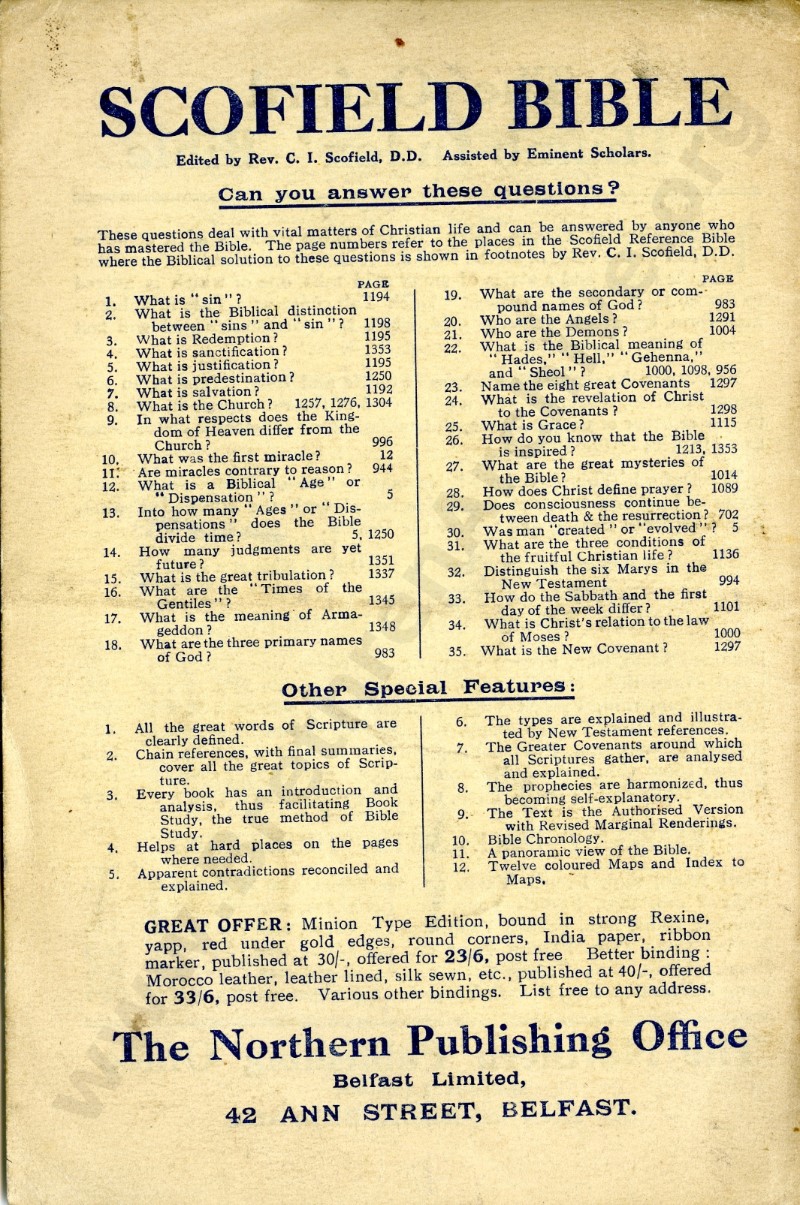 SCOFIELD BIBLE
Edited by Rev. C. I. Scofield, D.D. Assisted by Eminent Scholars.
Can you answer these questions?
These questions deal with vital matters of Christian life and can be answered by anyone who
has mastered the Bible. The page numbers refer to the places in the Scofield Reference Bible
where the Biblical solution to these questions is shown in footnotes by Rev. C. I. Scofield, D.D.
PAGE
1. What is "sin"? 1194
2. What is the Biblical distinction
between "sins" and "sin"? 1198
3. What is Redemption? 1195
4. What is sanctification? 1353
5. What is justification? 1195
6. What is predestination? 1250
7. What is salvation? 1192
8. What is the Church? 1257, 1276, 1304
9. In what respects does the King-
dom of Heaven differ from the
Church? 996
10. What was the first miracle? 12
11. Are miracles contrary to reason? 944
12. What is a Biblical "Age" or
"Dispensation"? 5
13. Into how many "Ages" or "Dis-
pensations" does the Bible
divide time? 5, 1250
14. How many judgments are yet
future? 1351
15. What is the great tribulation? 1337
16. What are the "Times of the
Gentiles"? 1345
17. What is the meaning of Arma-
geddon? 1348
18. What are the three primary names
of God? 983
PAGE
19. What are the secondary or com-
pound names of God? 983
20. Who are the Angels? 1291
21. Who are the Demons? 1004
22. What is the Biblical meaning of
"Hades," "Hell," "Gehenna,"
and "Sheol"? 1000, 1098, 956
23. Name the eight great Covenants 1297
24. What is the revelation of Christ
to the Covenants? 1298
25. What is Grace? 1115
26. How do you know that the Bible
is inspired? 1213, 1353
27. What are the great mysteries of
the Bible? 1014
28. How does Christ define prayer? 1089
29. Does consciousness continue be-
tween death & the resurrection? 702
30. Was man "created" or "evolved"? 5
31. What are the three conditions of
the fruitful Christian life? 1136
32. Distinguish the six Marys in the
New Testament 994
33. How do the Sabbath and the first
day of the week differ? 1101
34. What is Christ's relation to the law
of Moses? 1000
35. What is the New Covenant? 1297
Other Special Features:
1. All the great words of Scripture are
clearly defined.
2. Chain references, with final summaries,
cover all the great topics of Scrip-
ture.
3. Every book has an introduction and
analysis, thus facilitating Book
Study, the true method of Bible
Study.
4. Helps at hard places on the pages
where needed.
5. Apparent contradictions reconciled and
explained.
6. The types are explained and illustra-
ted by New Testament references.
7. The Greater Covenants around which
all Scriptures gather, are analysed
and explained.
8. The prophecies are harmonized, thus
becoming self-explanatory.
9. The Text is the Authorised Version
with Revised Marginal Renderings.
10. Bible Chronology.
11. A panoramic view of the Bible.
12. Twelve coloured Maps and Index to
Maps.
GREAT OFFER: Minion Type Edition, bound in strong Rexine,
yapp, red under gold edges, round corners, India paper, ribbon
marker, published at 30/-, offered for 23/6, post free Better binding:
Morocco leather, leather lined, silk sewn, etc., published at 40/-, offered
for 33/6, post free. Various other bindings. List free to any address.
The Northern Publishing Office
Belfast Limited,
42 ANN STREET, BELFAST.